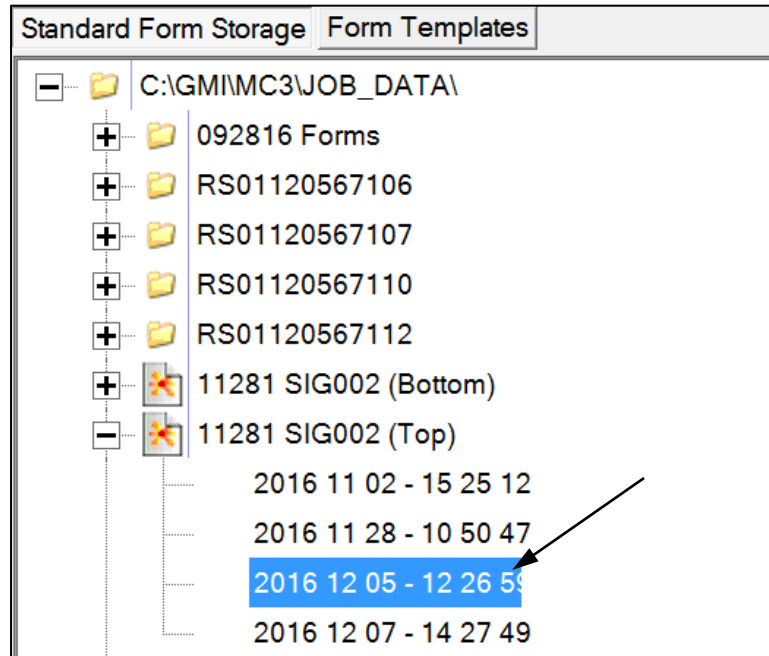 Standard Form Storage Form Templates
C:\GMI\MC3\JOB_DATA\
092816 Forms
RS01120567106
RS01120567107
RS01120567110
RS01120567112
11281 SIG002 (Bottom)
11281 SIG002 (Top)
2016 11 02 - 15 25 12
2016 11 28 - 10 50 47
2016 12 05 - 12 26 59
2016 12 07 - 14 27 49